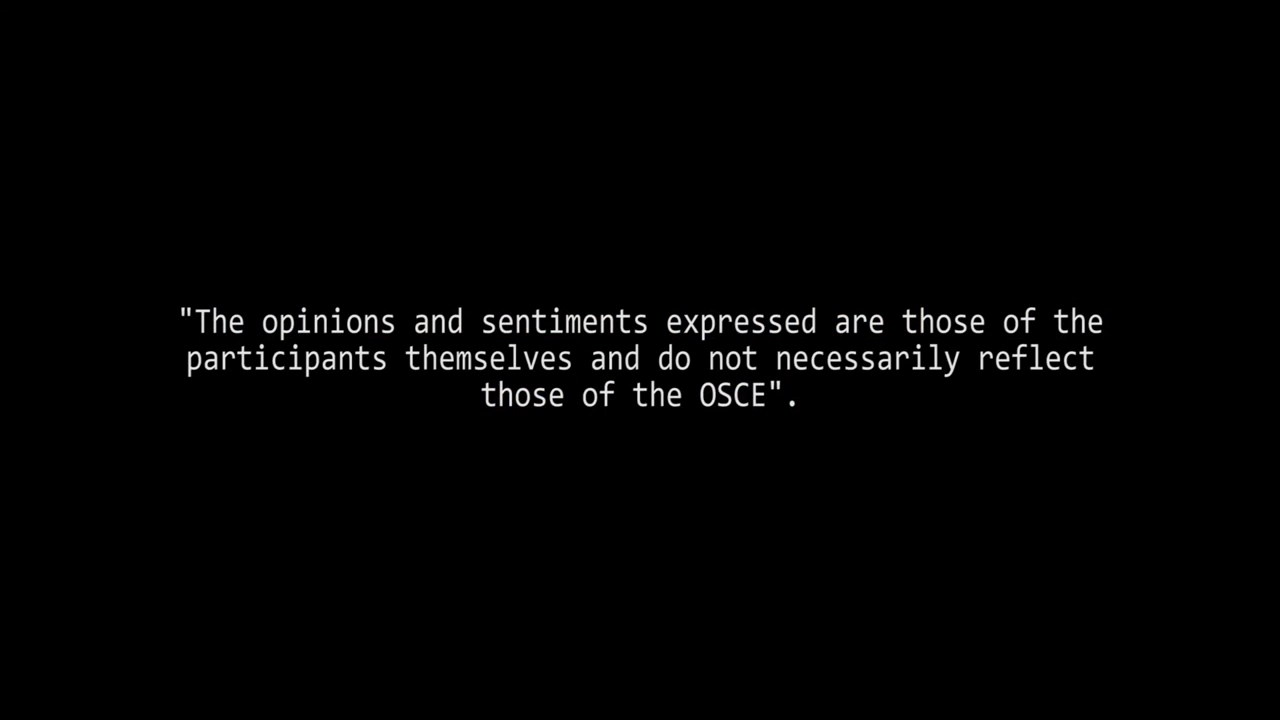 "The opinions and sentiments expressed are those of the
participants themselves and do not necessarily reflect
those of the OSCE".